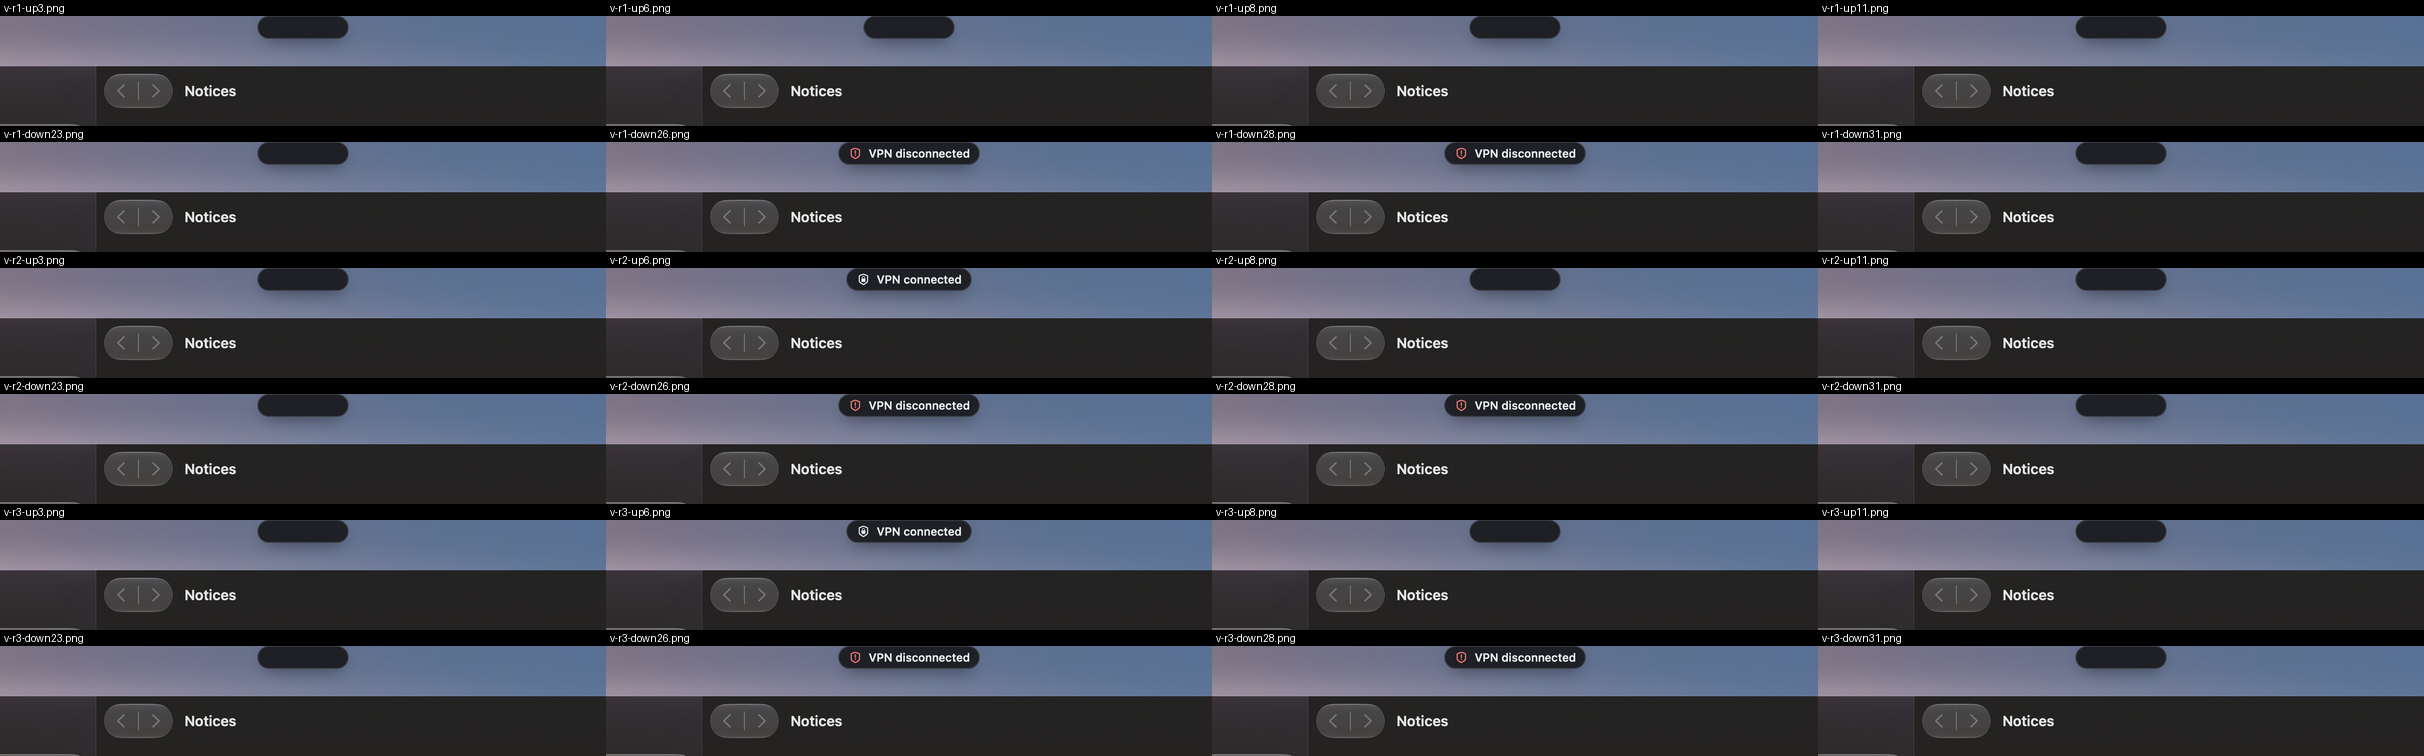 v-r1-up3.png v-r1-up6.png v-r1-up8.png v-r1-up11.png
Notices Notices Notices Notices
v-r1-down23.png v-r1-down26.png v-r1-down28.png v-r1-down31.png
VPN disconnected VPN disconnected
Notices Notices Notices Notices
v-r2-up3.png v-r2-up6.png v-r2-up8.png v-r2-up11.png
VPN connected
Notices Notices Notices Notices
v-r2-down23.png v-r2-down26.png v-r2-down28.png v-r2-down31.png
VPN disconnected VPN disconnected
Notices Notices Notices Notices
v-r3-up3.png v-r3-up6.png v-r3-up8.png v-r3-up11.png
VPN connected
Notices Notices Notices Notices
v-r3-down23.png v-r3-down26.png v-r3-down28.png v-r3-down31.png
VPN disconnected VPN disconnected
Notices Notices Notices Notices